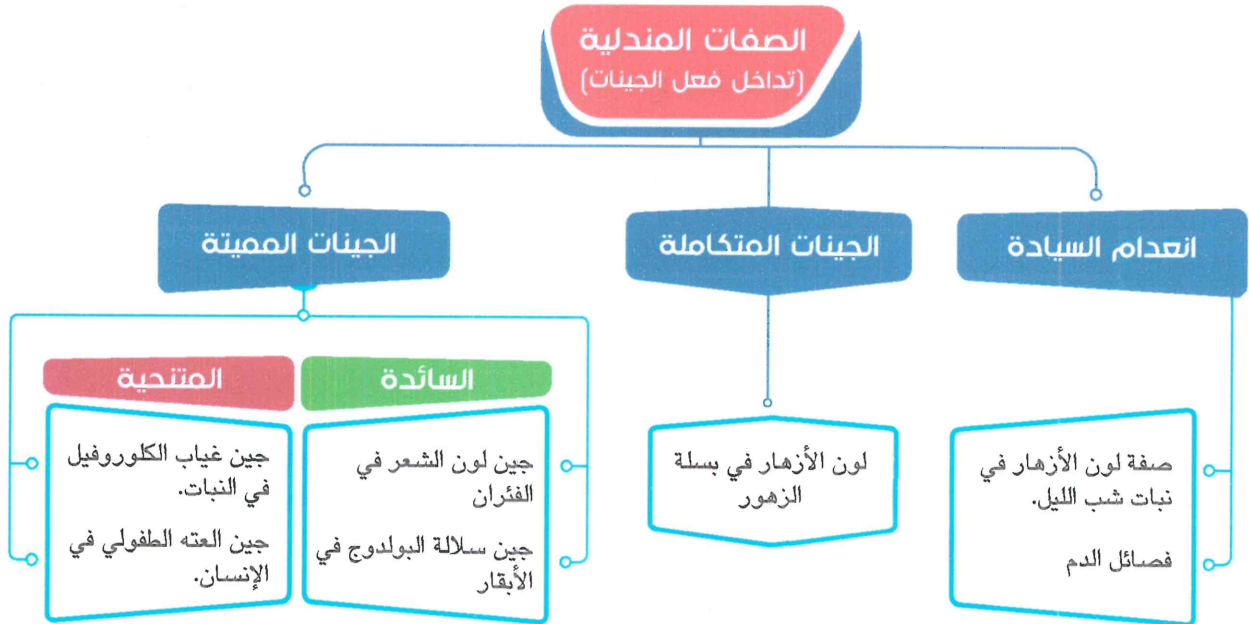 الصفات المندلية
(تداخل فعل الجينات)
انعدام السيادة
الجينات المتكاملة
الجينات المميتة
صفة لون الأزهار في
نبات شب الليل.
فصائل الدم
لون الأزهار في بسلة
الزهور
السائدة
جين لون الشعر في
الفئران
جين سلالة البولدوج في
الأبقار
المتنحية
جين غياب الكلوروفيل
في النبات.
جين العته الطفولي في
الإنسان.